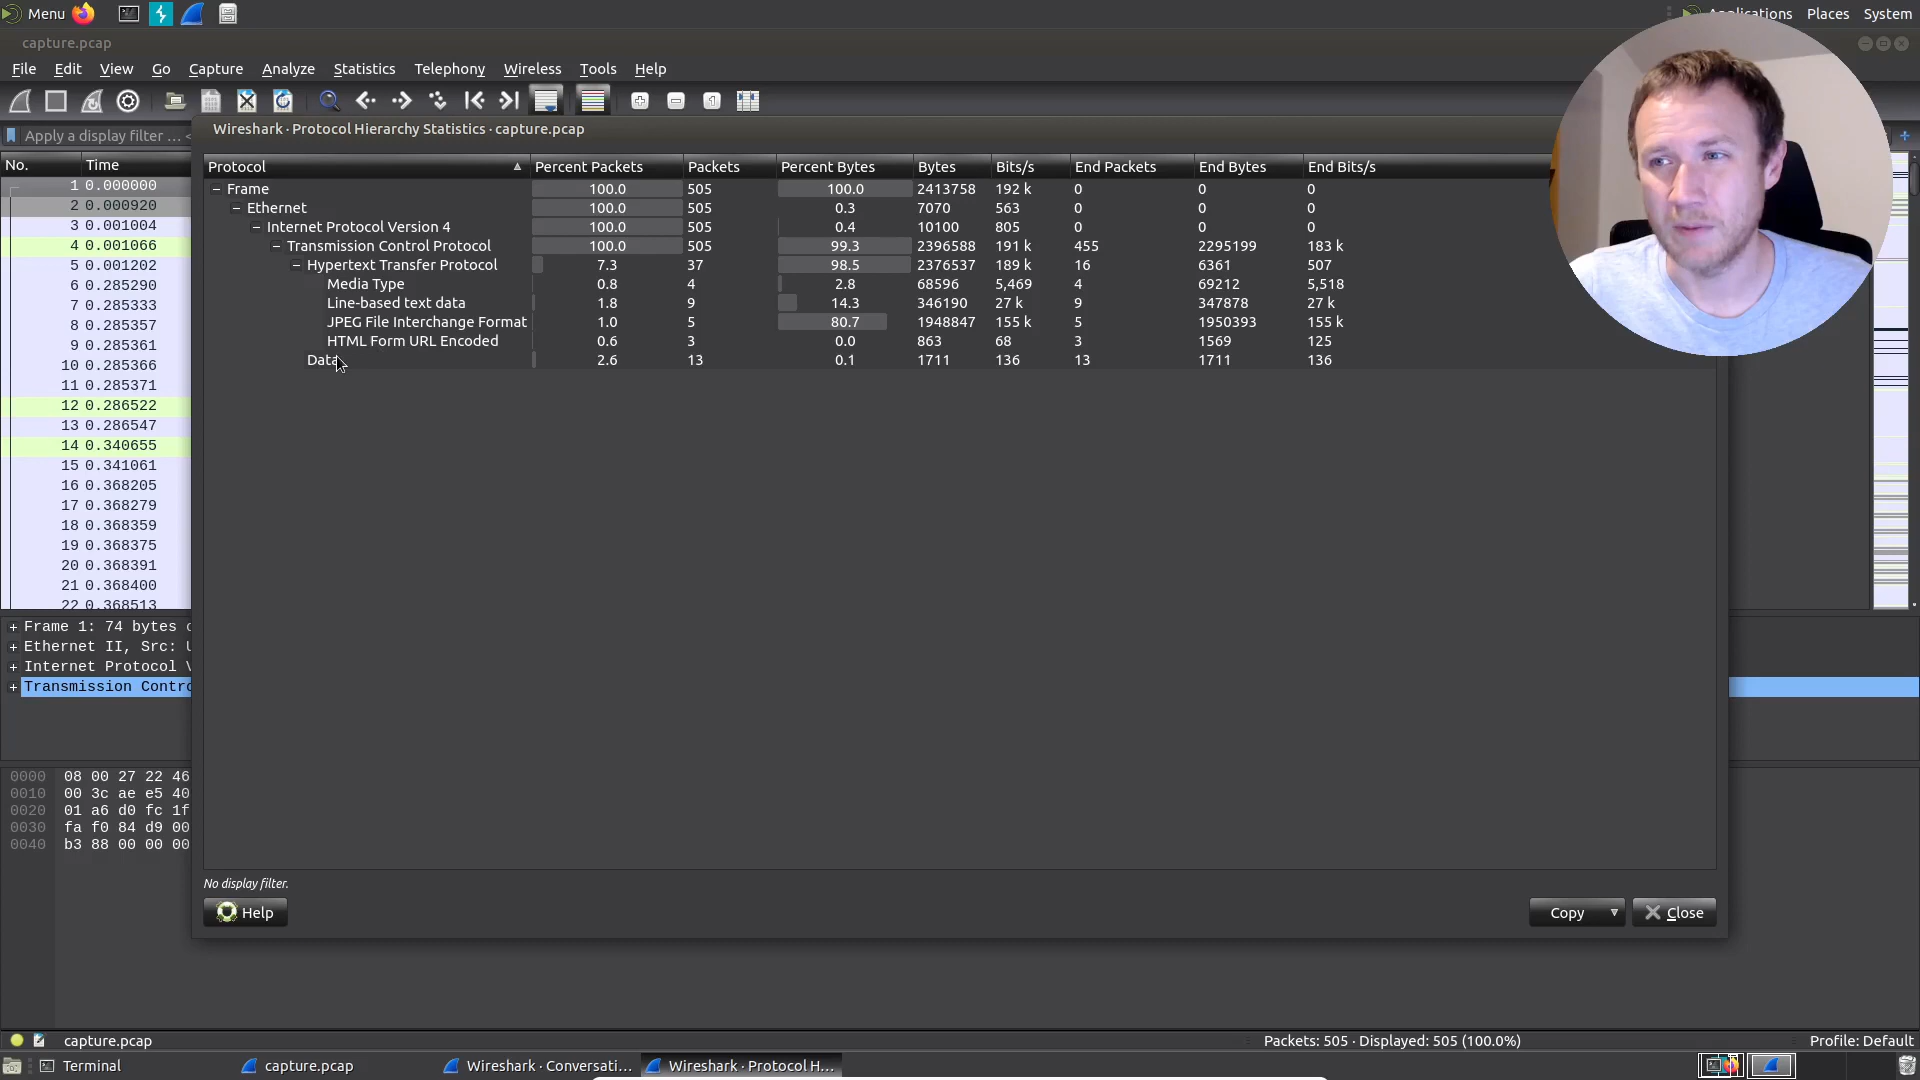 Menu
Applications Places System
capture.pcap
File Edit View Go Capture Analyze Statistics Telephony Wireless Tools Help
Apply a display filter … <
Wireshark · Protocol Hierarchy Statistics · capture.pcap
No. Time
1 0.000000
2 0.000920
3 0.001004
4 0.001066
5 0.001202
6 0.285290
7 0.285333
8 0.285357
9 0.285361
10 0.285366
11 0.285371
12 0.286522
13 0.286547
14 0.340655
15 0.341061
16 0.368205
17 0.368279
18 0.368359
19 0.368375
20 0.368391
21 0.368400
22 0.368513
Protocol Percent Packets Packets Percent Bytes Bytes Bits/s End Packets End Bytes End Bits/s
Frame 100.0 505 100.0 2413758 192 k 0 0 0
Ethernet 100.0 505 0.3 7070 563 0 0 0
Internet Protocol Version 4 100.0 505 0.4 10100 805 0 0 0
Transmission Control Protocol 100.0 505 99.3 2396588 191 k 455 2295199 183 k
Hypertext Transfer Protocol 7.3 37 98.5 2376537 189 k 16 6361 507
Media Type 0.8 4 2.8 68596 5,469 4 69212 5,518
Line-based text data 1.8 9 14.3 346190 27 k 9 347878 27 k
JPEG File Interchange Format 1.0 5 80.7 1948847 155 k 5 1950393 155 k
HTML Form URL Encoded 0.6 3 0.0 863 68 3 1569 125
Data 2.6 13 0.1 1711 136 13 1711 136
Frame 1: 74 bytes
Ethernet II, Src:
Internet Protocol V
Transmission Contro
0000 08 00 27 22 46
0010 00 3c ae e5 40
0020 01 a6 d0 fc 1f
0030 fa f0 84 d9 00
0040 b3 88 00 00 00
No display filter.
Help
Copy
Close
capture.pcap
Packets: 505 · Displayed: 505 (100.0%)
Profile: Default
Terminal
capture.pcap
Wireshark · Conversati…
Wireshark · Protocol H…